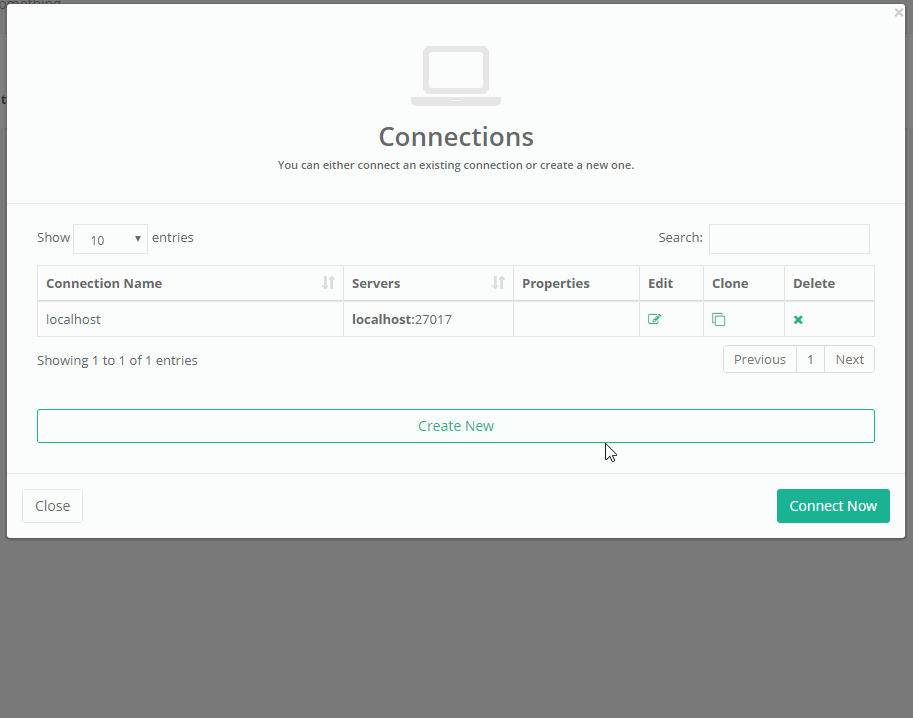 something
×
t
Connections
You can either connect an existing connection or create a new one.
Show 10 entries Search:
Connection Name Servers Properties Edit Clone Delete
localhost localhost:27017
Showing 1 to 1 of 1 entries Previous 1 Next
Create New
Close Connect Now